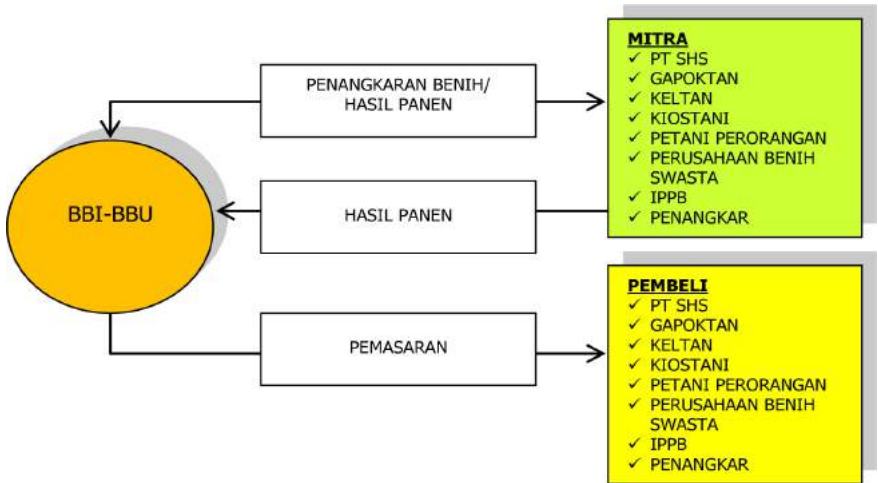 BBI-BBU
PENANGKARAN BENIH/
HASIL PANEN
HASIL PANEN
PEMASARAN
MITRA
✓ PT SHS
✓ GAPOKTAN
✓ KELTAN
✓ KIOSTANI
✓ PETANI PERORANGAN
✓ PERUSAHAAN BENIH
SWASTA
✓ IPPB
✓ PENANGKAR
PEMBELI
✓ PT SHS
✓ GAPOKTAN
✓ KELTAN
✓ KIOSTANI
✓ PETANI PERORANGAN
✓ PERUSAHAAN BENIH
SWASTA
✓ IPPB
✓ PENANGKAR